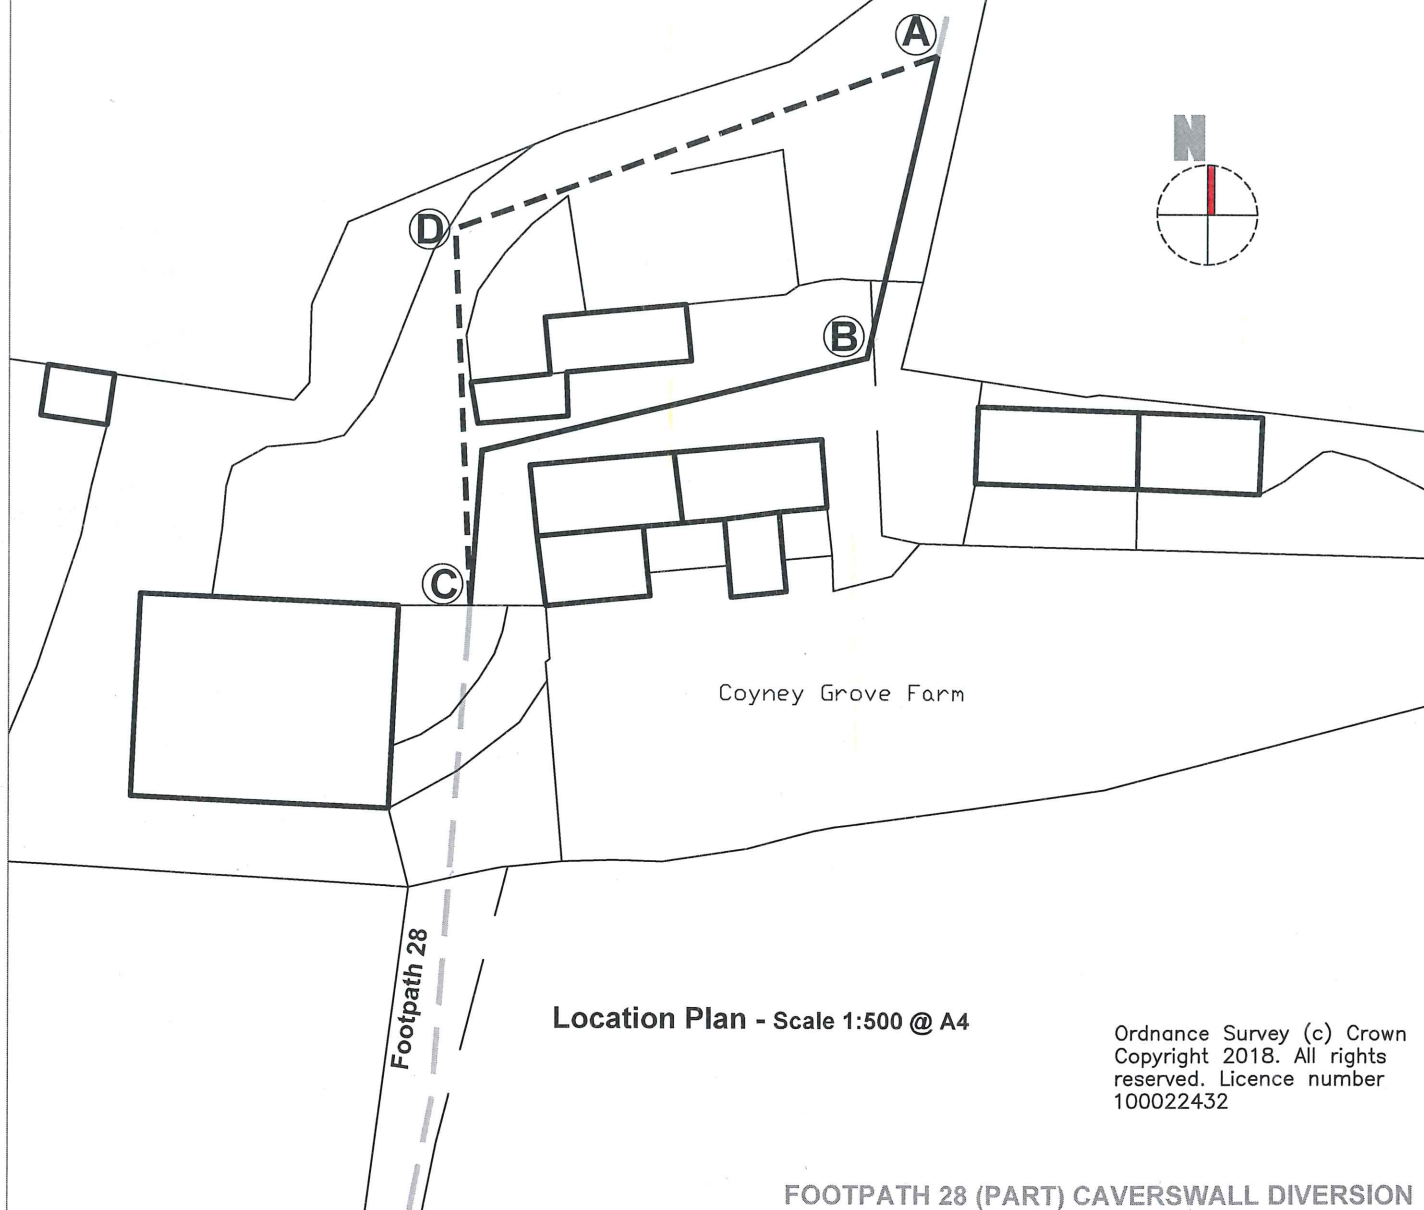 A
N
D
B
C
Coyney Grove Farm
Footpath 28
Location Plan - Scale 1:500 @ A4
Ordnance Survey (c) Crown
Copyright 2018. All rights
reserved. Licence number
100022432
FOOTPATH 28 (PART) CAVERSWALL DIVERSION